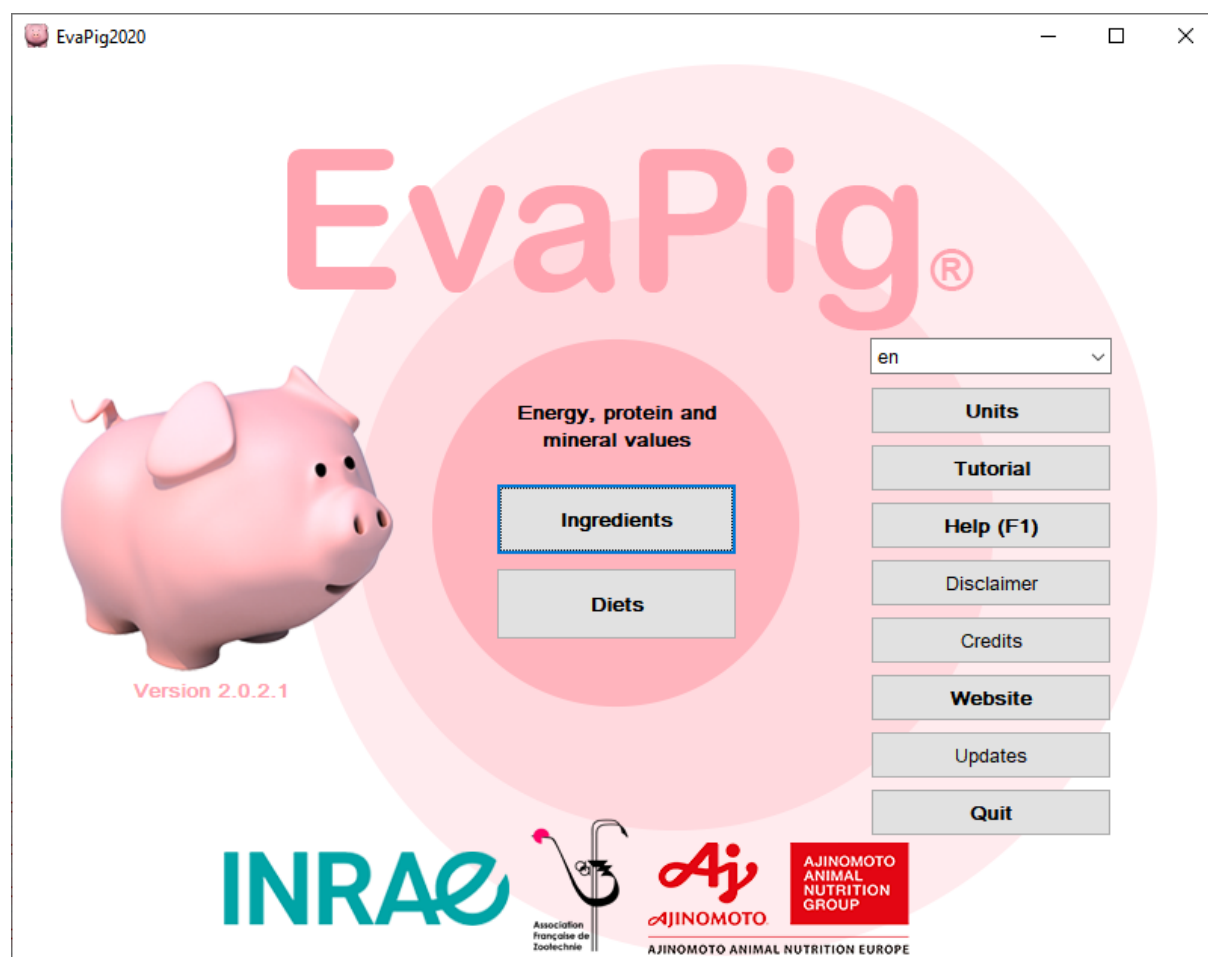 EvaPig2020
EvaPig®
en
Energy, protein and
mineral values
Ingredients
Diets
Units
Tutorial
Help (F1)
Disclaimer
Credits
Website
Updates
Quit
Version 2.0.2.1
INRAE
Association
Française de
Zootechnie
Aj
AJINOMOTO
AJINOMOTO
ANIMAL
NUTRITION
GROUP
AJINOMOTO ANIMAL NUTRITION EUROPE